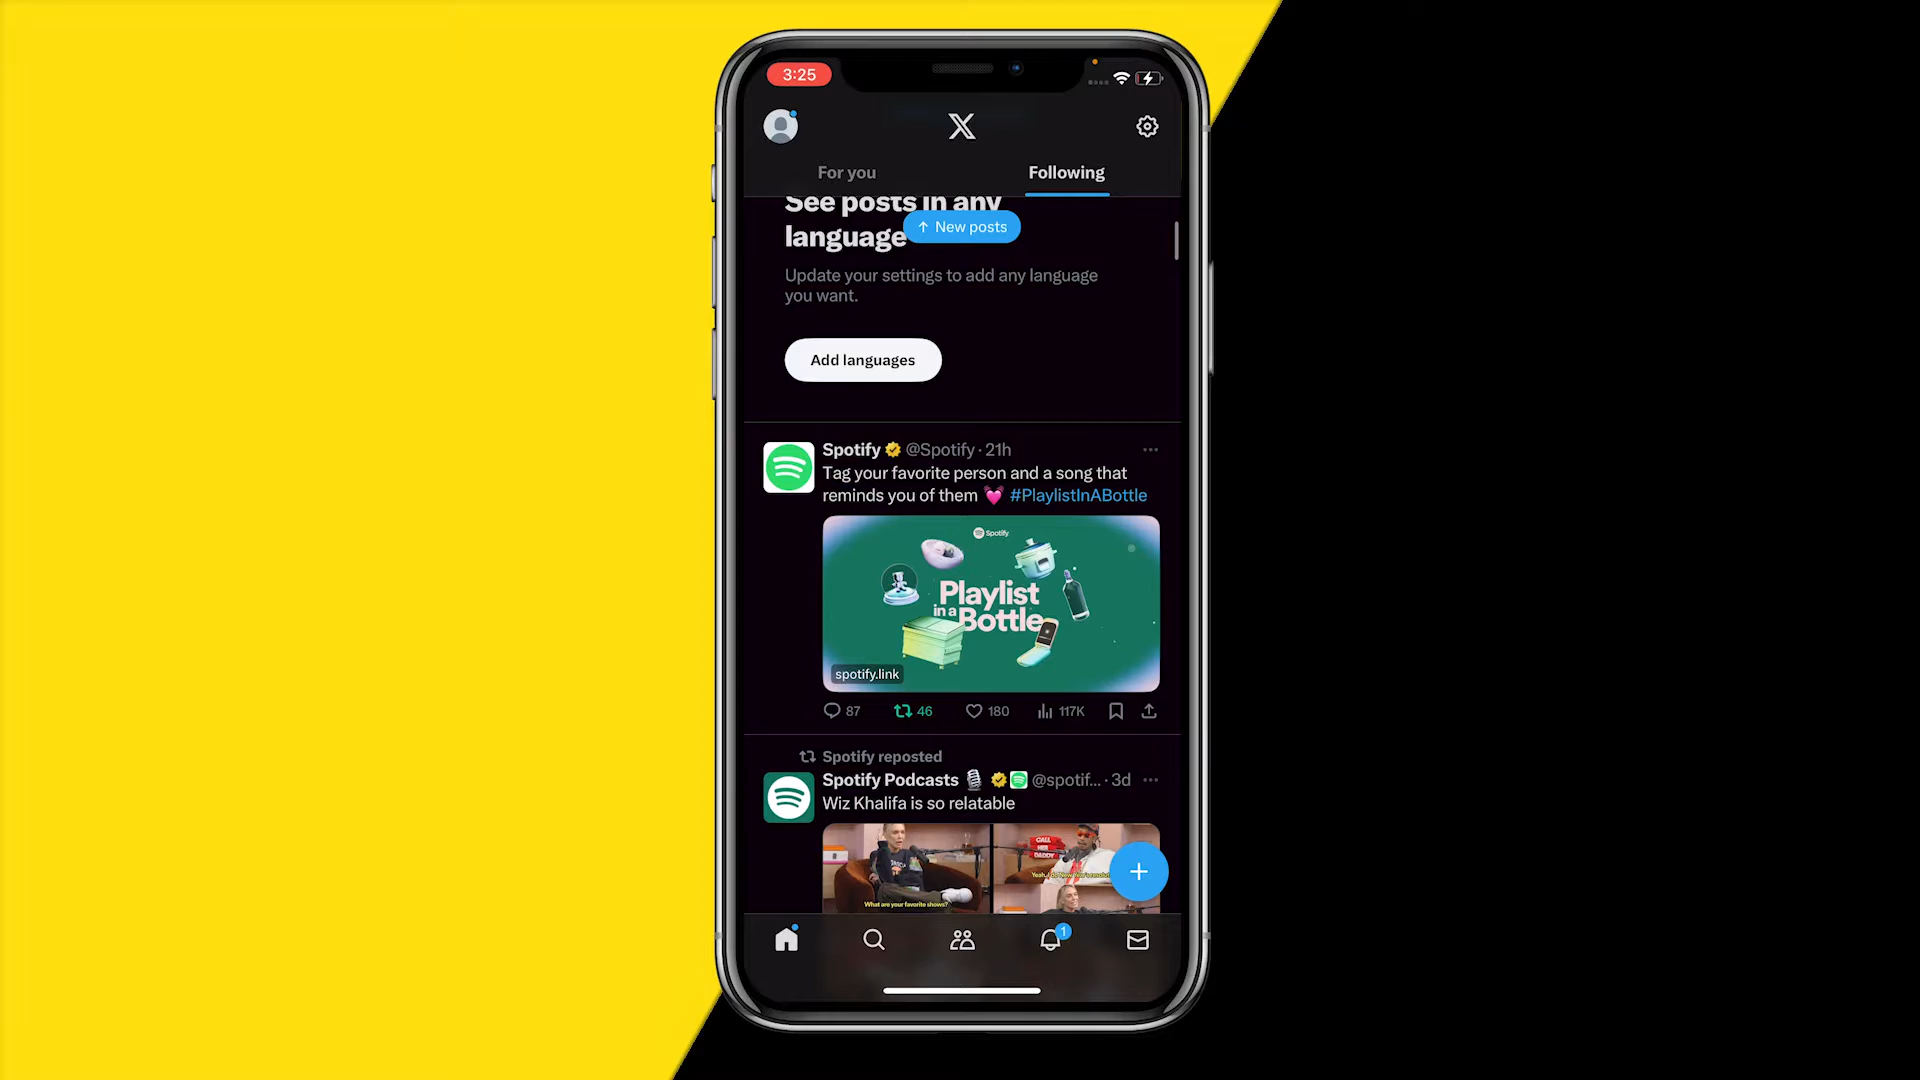 3:25
For you
Following
See posts in any
language
↑ New posts
Update your settings to add any language
you want.
Add languages
Spotify @Spotify · 21h
Tag your favorite person and a song that
reminds you of them 💓 #PlaylistInABottle
Spotify
Playlist
in a
Bottle
spotify.link
87
46
180
117K
Spotify reposted
Spotify Podcasts 🎙 @spotif... · 3d
Wiz Khalifa is so relatable
CALL
HER
DADDY
What are your favorite shows?
1